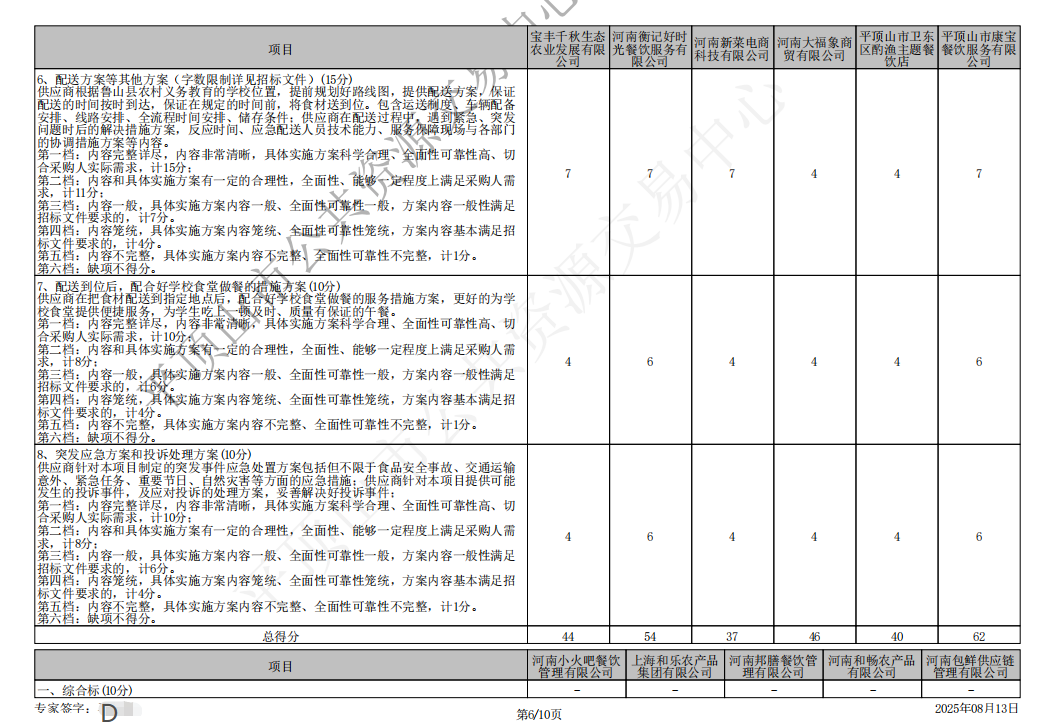 项目 宝丰千秋生态农业发展有限公司 河南衡记好时光餐饮服务有限公司 河南新菜电商科技有限公司 河南大福象商贸有限公司 平顶山市卫东区酌渔主题餐饮店 平顶山市康宝餐饮服务有限公司
6、配送方案等其他方案（字数限制详见招标文件）(15分)
供应商根据鲁山县农村义务教育的学校位置，提前规划好路线图，提供配送方案，保证
配送的时间按时到达，保证在规定的时间前，将食材送到位。包含运送制度、车辆配备
安排、线路安排、全流程时间安排、储存条件；供应商在配送过程中，遇到紧急、突发
问题时后的解决措施方案，反应时间、应急配送人员技术能力、服务保障现场与各部门
的协调措施方案等内容。
第一档：内容完整详尽，内容非常清晰，具体实施方案科学合理、全面性可靠性高、切
合采购人实际需求，计15分；
第二档：内容和具体实施方案有一定的合理性，全面性、能够一定程度上满足采购人需
求，计11分；
第三档：内容一般，具体实施方案内容一般、全面性可靠性一般，方案内容一般性满足
招标文件要求的，计7分。
第四档：内容笼统，具体实施方案内容笼统、全面性可靠性笼统，方案内容基本满足招
标文件要求的，计4分。
第五档：内容不完整，具体实施方案内容不完整、全面性可靠性不完整，计1分。
第六档：缺项不得分。
7 7 7 4 4 7
7、配送到位后，配合好学校食堂做餐的措施方案(10分)
供应商在把食材配送到指定地点后，配合好学校食堂做餐的服务措施方案，更好的为学
校食堂提供便捷服务，为学生吃上一顿及时、质量有保证的午餐。
第一档：内容完整详尽，内容非常清晰，具体实施方案科学合理、全面性可靠性高、切
合采购人实际需求，计10分；
第二档：内容和具体实施方案有一定的合理性，全面性、能够一定程度上满足采购人需
求，计8分；
第三档：内容一般，具体实施方案内容一般、全面性可靠性一般，方案内容一般性满足
招标文件要求的，计6分。
第四档：内容笼统，具体实施方案内容笼统、全面性可靠性笼统，方案内容基本满足招
标文件要求的，计4分。
第五档：内容不完整，具体实施方案内容不完整、全面性可靠性不完整，计1分。
第六档：缺项不得分。
4 6 4 4 4 6
8、突发应急方案和投诉处理方案(10分)
供应商针对本项目制定的突发事件应急处置方案包括但不限于食品安全事故、交通运输
意外、紧急任务、重要节日、自然灾害等方面的应急措施；供应商针对本项目提供可能
发生的投诉事件，及应对投诉的处理方案，妥善解决好投诉事件；
第一档：内容完整详尽，内容非常清晰，具体实施方案科学合理、全面性可靠性高、切
合采购人实际需求，计10分；
第二档：内容和具体实施方案有一定的合理性，全面性、能够一定程度上满足采购人需
求，计8分；
第三档：内容一般，具体实施方案内容一般、全面性可靠性一般，方案内容一般性满足
招标文件要求的，计6分。
第四档：内容笼统，具体实施方案内容笼统、全面性可靠性笼统，方案内容基本满足招
标文件要求的，计4分。
第五档：内容不完整，具体实施方案内容不完整、全面性可靠性不完整，计1分。
第六档：缺项不得分。
4 6 4 4 4 6
总得分 44 54 37 46 40 62
项目 河南小火吧餐饮管理有限公司 上海和乐农产品集团有限公司 河南邦膳餐饮管理有限公司 河南和畅农产品有限公司 河南包鲜供应链管理有限公司
一、综合标(10分) - - - - -
专家签字： D
第6/10页
2025年08月13日
平顶山市公共资源交易中心
平顶山市公共资源交易中心